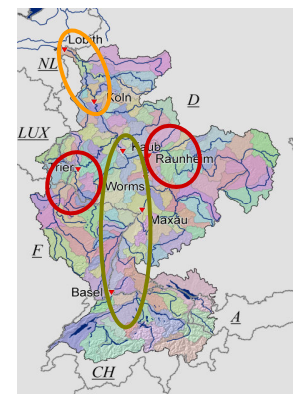 Lobith
NL
Köln
D
LUX
Kaub
Raunheim
Trier
Worms
Maxau
F
Basel
A
CH